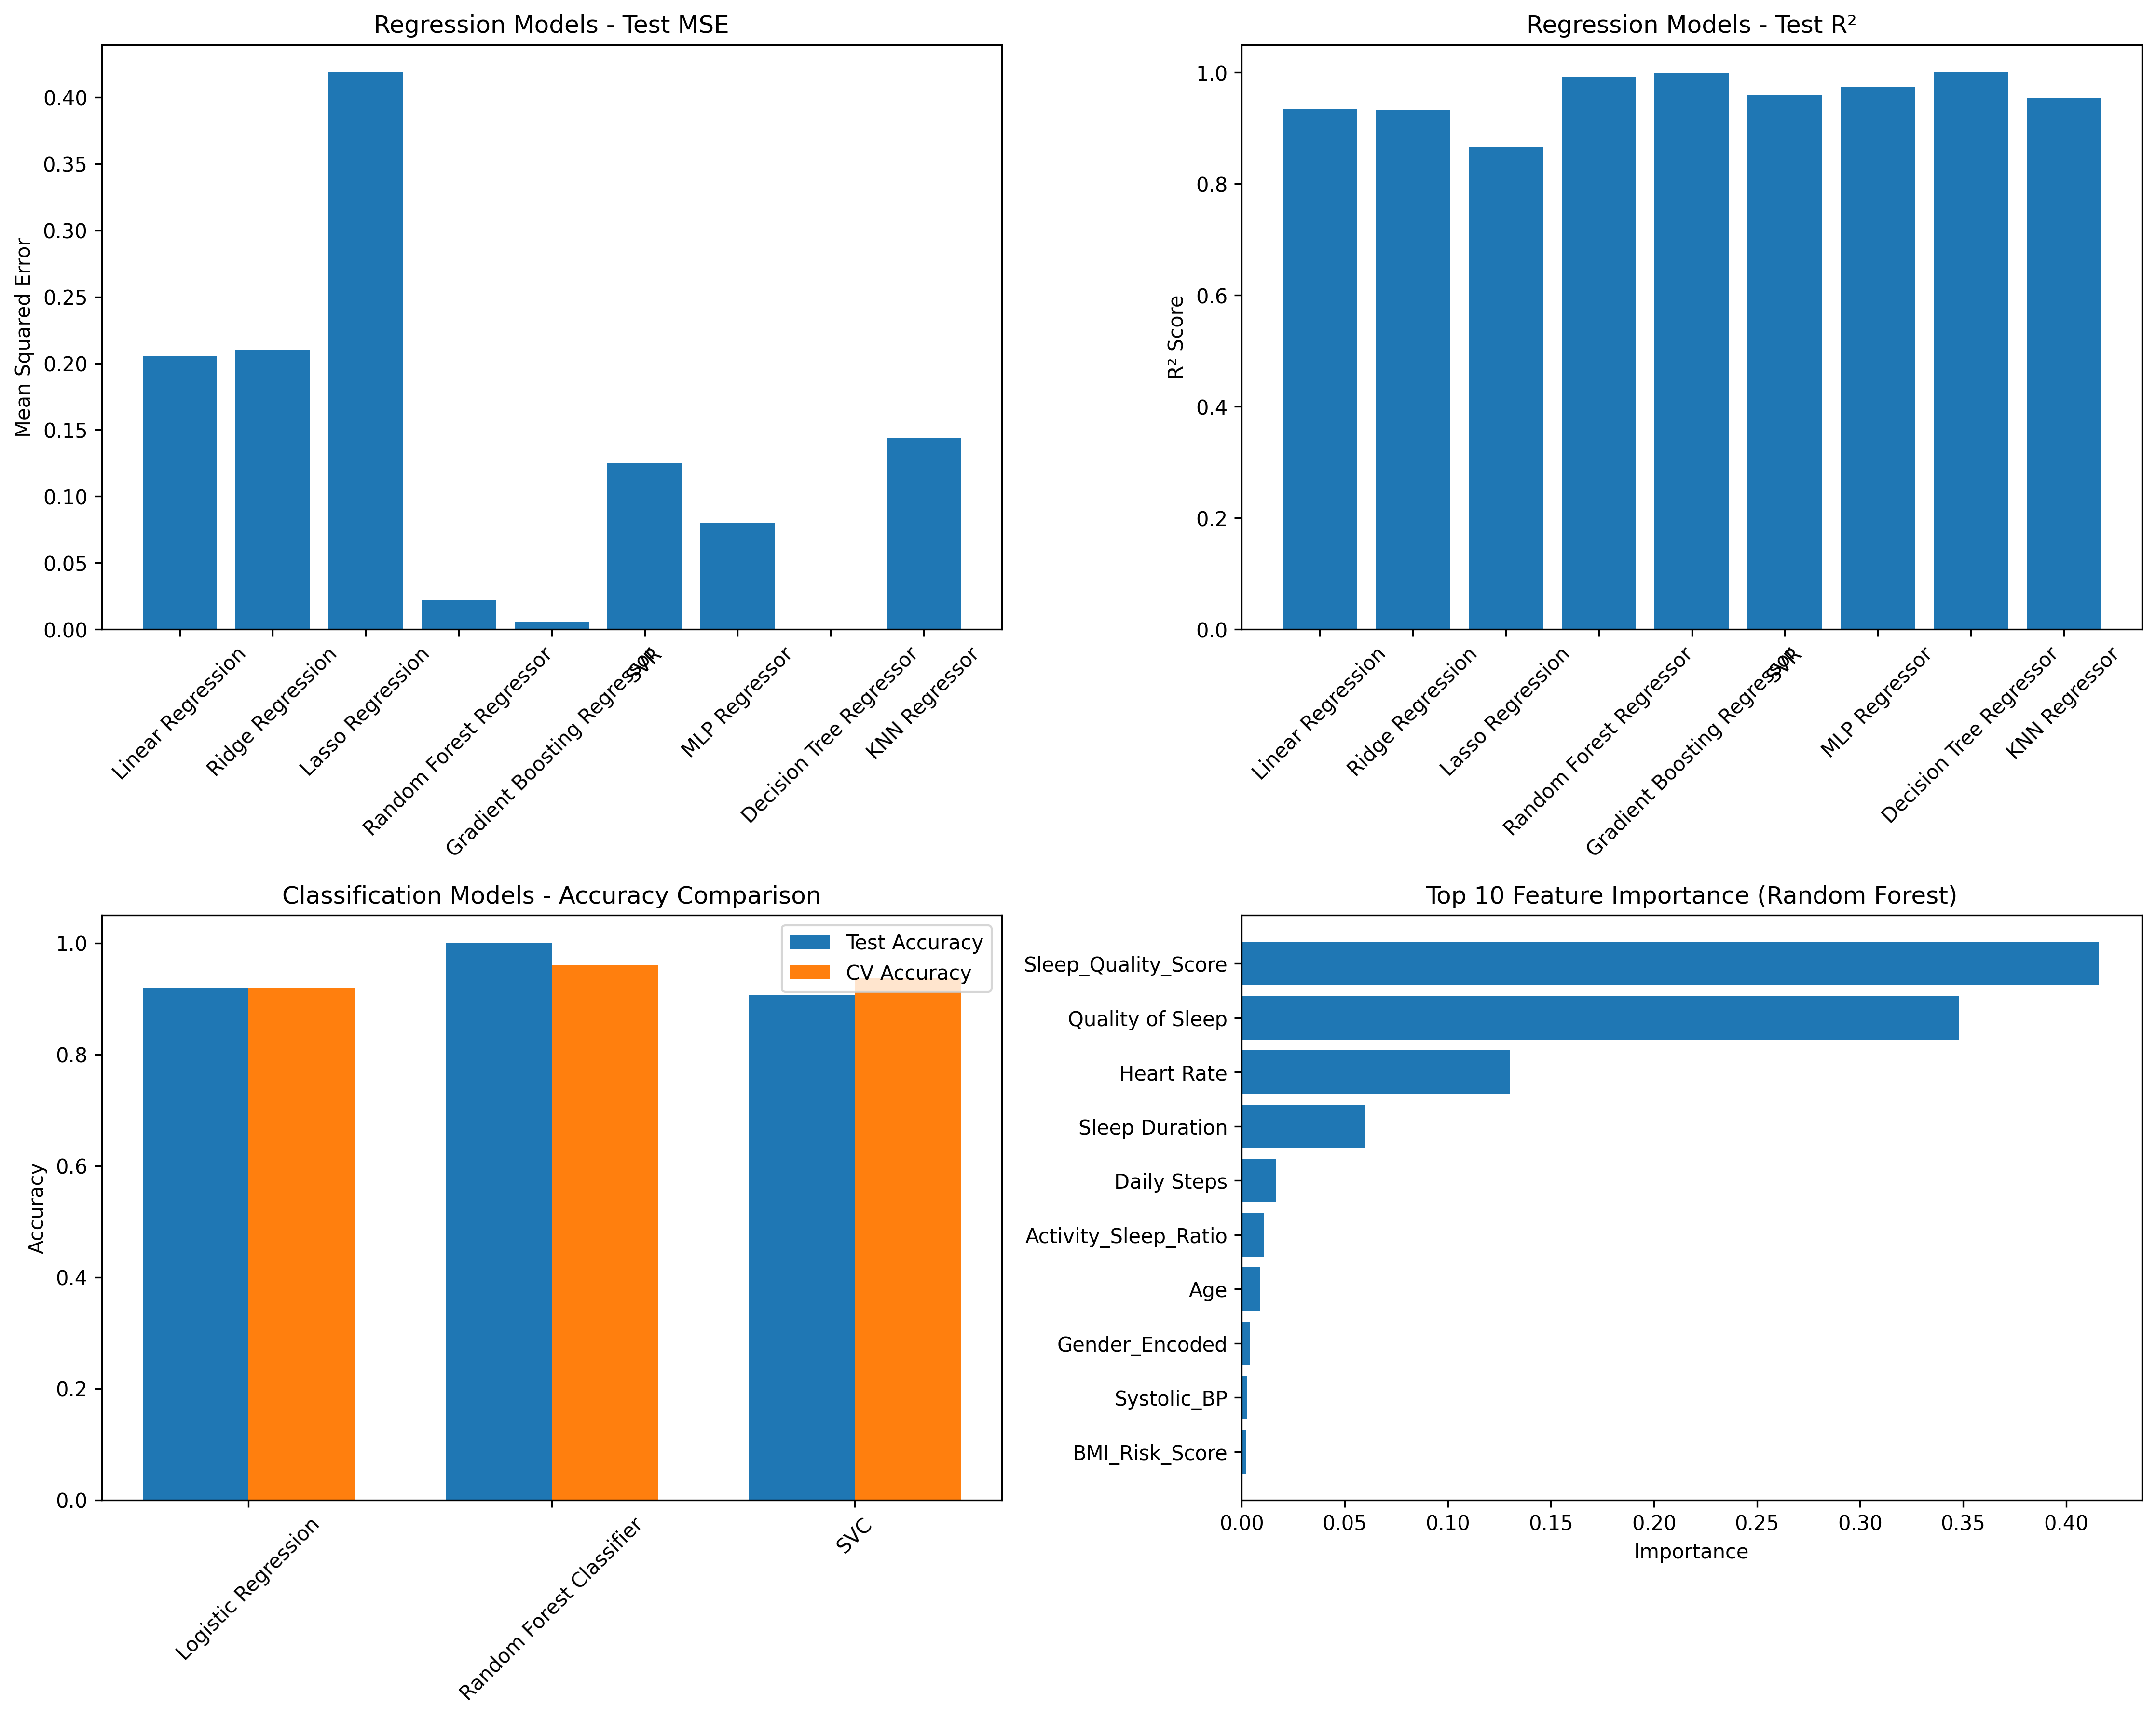 Regression Models - Test MSE
Mean Squared Error
0.40
0.35
0.30
0.25
0.20
0.15
0.10
0.05
0.00
Linear Regression
Ridge Regression
Lasso Regression
Random Forest Regressor
Gradient Boosting Regressor
SVR
MLP Regressor
Decision Tree Regressor
KNN Regressor
Regression Models - Test R²
R² Score
1.0
0.8
0.6
0.4
0.2
0.0
Linear Regression
Ridge Regression
Lasso Regression
Random Forest Regressor
Gradient Boosting Regressor
SVR
MLP Regressor
Decision Tree Regressor
KNN Regressor
Classification Models - Accuracy Comparison
Test Accuracy
CV Accuracy
Accuracy
1.0
0.8
0.6
0.4
0.2
0.0
Logistic Regression
Random Forest Classifier
SVC
Top 10 Feature Importance (Random Forest)
Sleep_Quality_Score
Quality of Sleep
Heart Rate
Sleep Duration
Daily Steps
Activity_Sleep_Ratio
Age
Gender_Encoded
Systolic_BP
BMI_Risk_Score
0.00 0.05 0.10 0.15 0.20 0.25 0.30 0.35 0.40
Importance